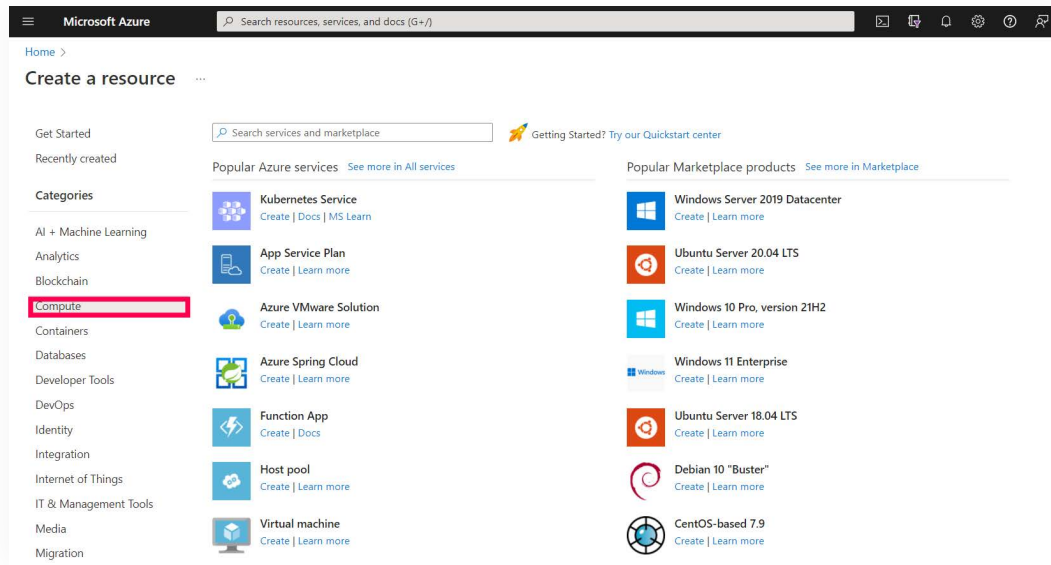 Microsoft Azure
Search resources, services, and docs (G+/)
Home >
Create a resource ...
Get Started
Recently created
Categories
AI + Machine Learning
Analytics
Blockchain
Compute
Containers
Databases
Developer Tools
DevOps
Identity
Integration
Internet of Things
IT & Management Tools
Media
Migration
Search services and marketplace
Getting Started? Try our Quickstart center
Popular Azure services See more in All services
Kubernetes Service
Create | Docs | MS Learn
App Service Plan
Create | Learn more
Azure VMware Solution
Create | Learn more
Azure Spring Cloud
Create | Learn more
Function App
Create | Docs
Host pool
Create | Learn more
Virtual machine
Create | Learn more
Popular Marketplace products See more in Marketplace
Windows Server 2019 Datacenter
Create | Learn more
Ubuntu Server 20.04 LTS
Create | Learn more
Windows 10 Pro, version 21H2
Create | Learn more
Windows
Windows 11 Enterprise
Create | Learn more
Ubuntu Server 18.04 LTS
Create | Learn more
Debian 10 "Buster"
Create | Learn more
CentOS-based 7.9
Create | Learn more